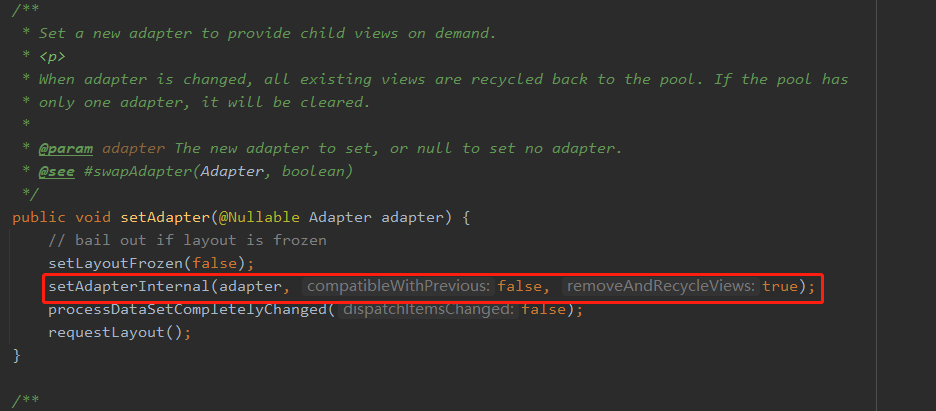 /**
* Set a new adapter to provide child views on demand.
* <p>
* When adapter is changed, all existing views are recycled back to the pool. If the pool has
* only one adapter, it will be cleared.
*
* @param adapter The new adapter to set, or null to set no adapter.
* @see #swapAdapter(Adapter, boolean)
*/
public void setAdapter(@Nullable Adapter adapter) {
// bail out if layout is frozen
setLayoutFrozen(false);
setAdapterInternal(adapter, compatibleWithPrevious: false, removeAndRecycleViews: true);
processDataSetCompletelyChanged( dispatchItemsChanged: false);
requestLayout();
}
/**